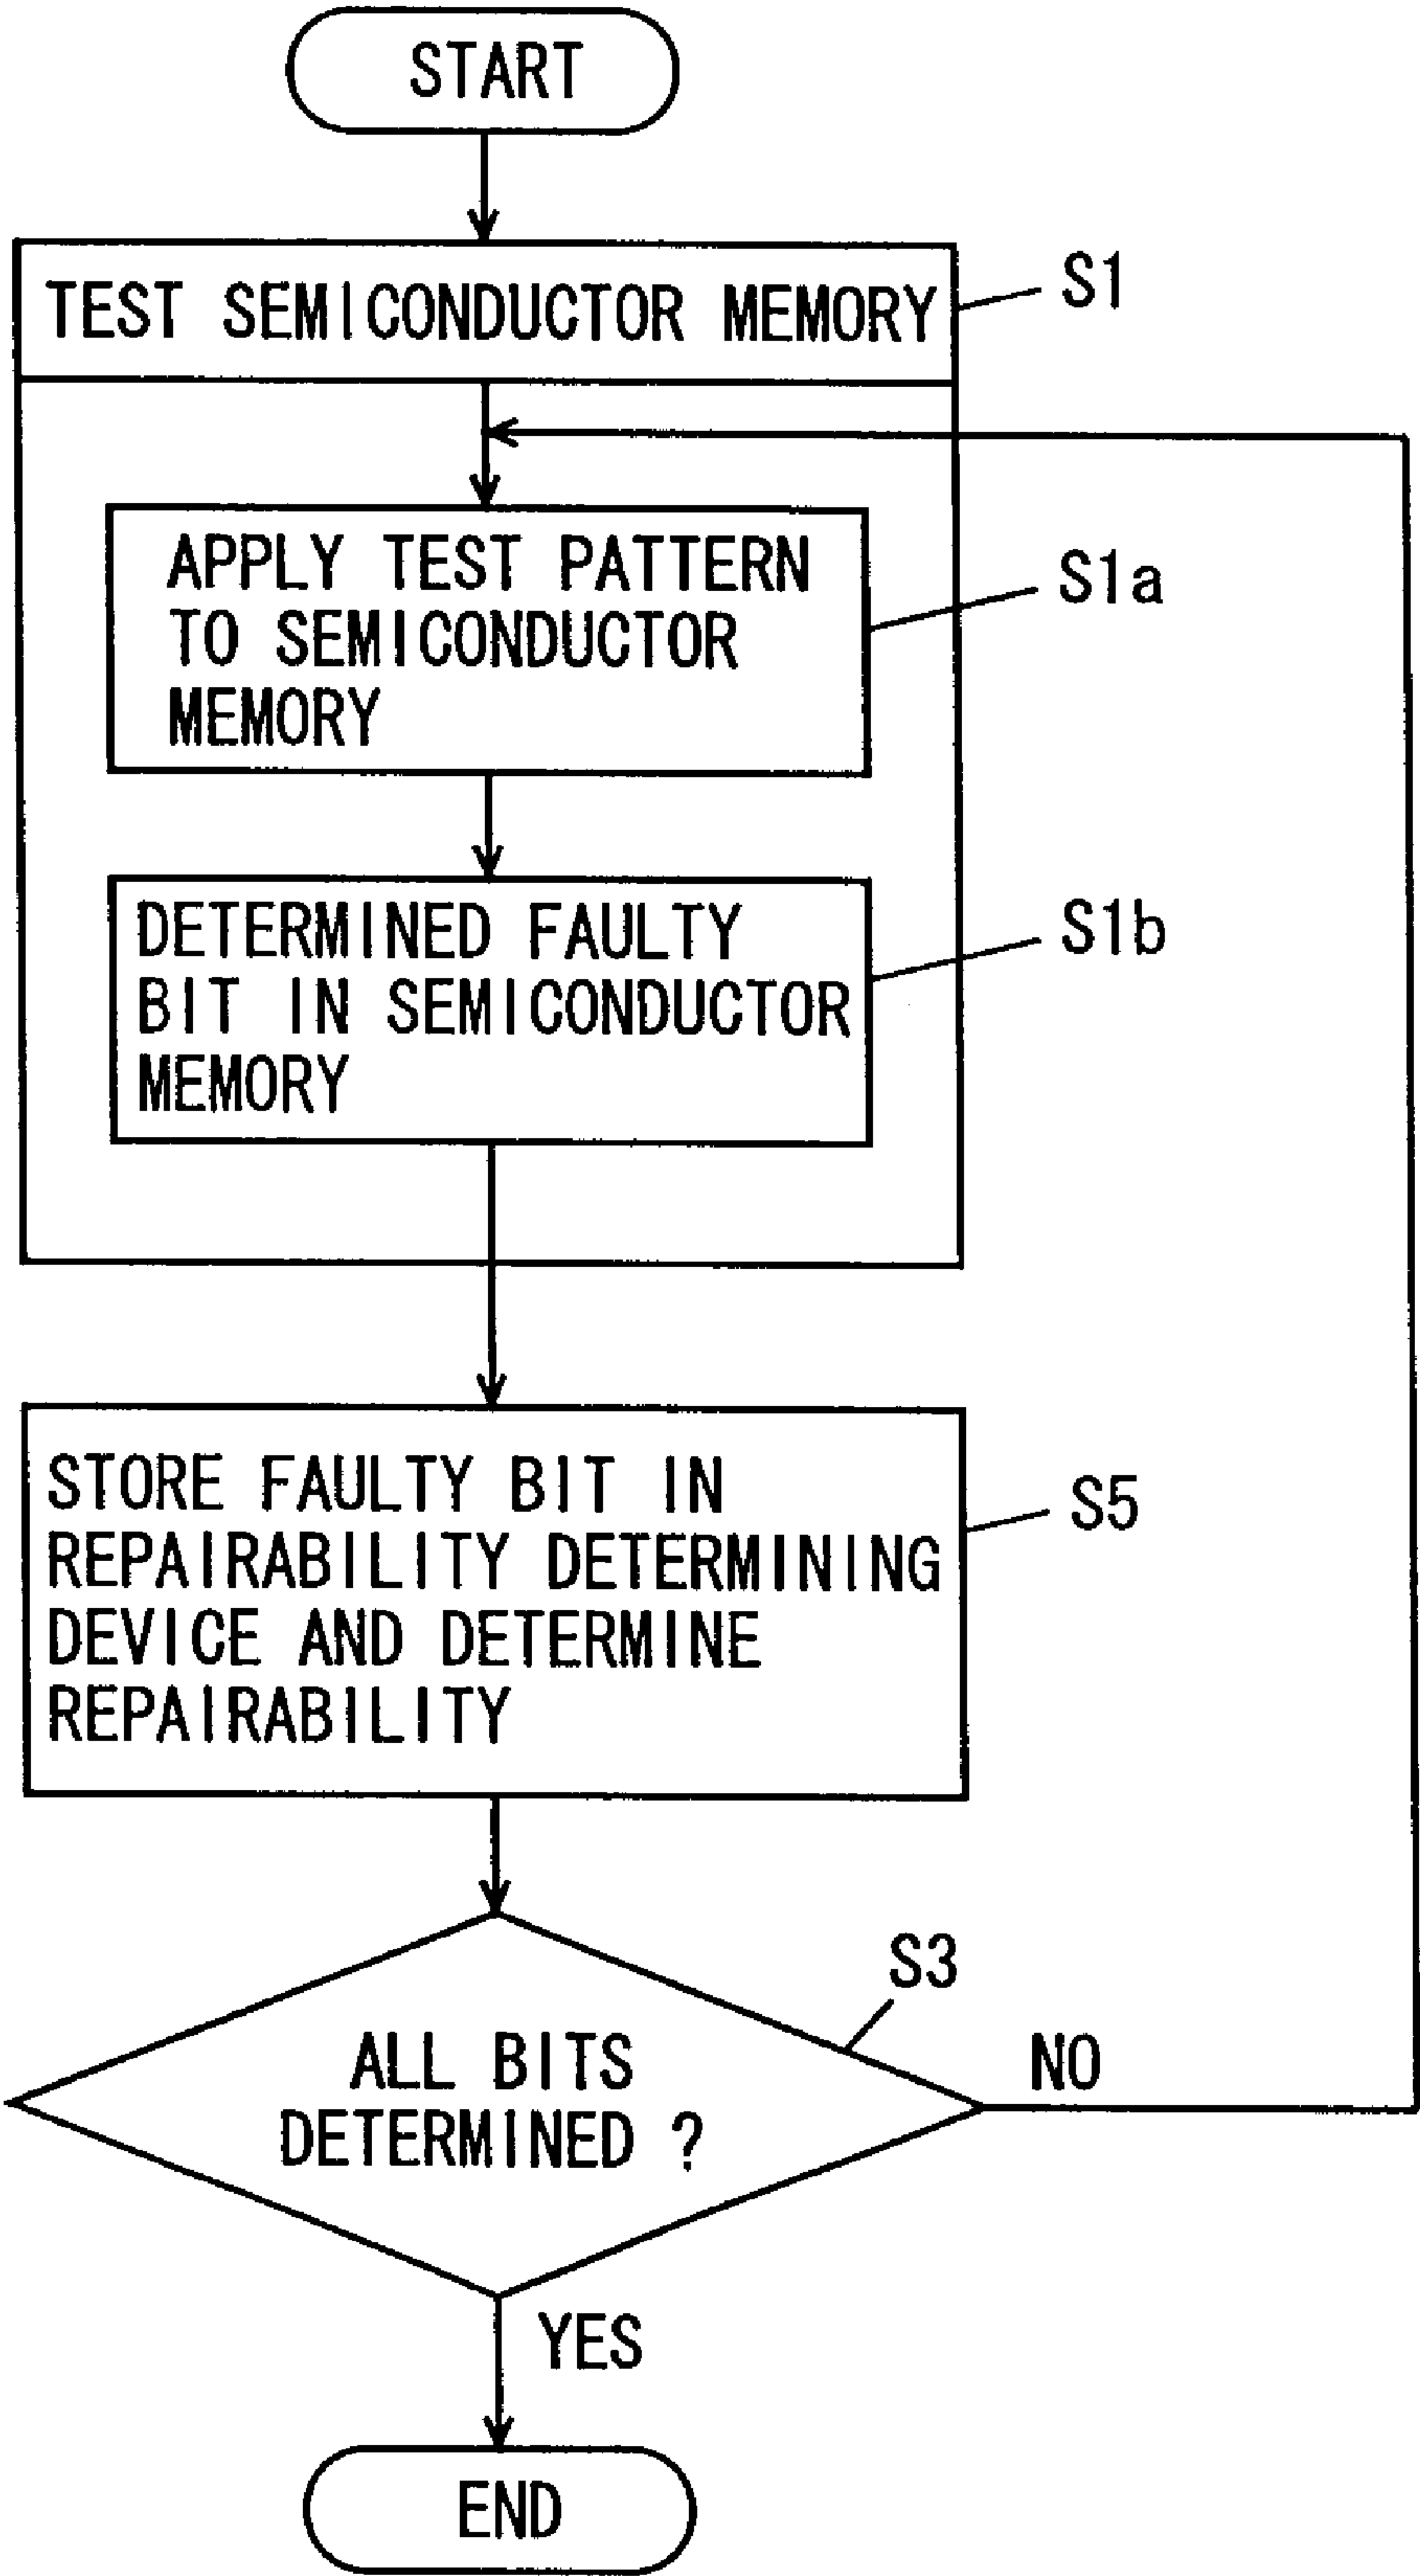 START
TEST SEMICONDUCTOR MEMORY
S1
APPLY TEST PATTERN
TO SEMICONDUCTOR
MEMORY
S1a
DETERMINED FAULTY
BIT IN SEMICONDUCTOR
MEMORY
S1b
STORE FAULTY BIT IN
REPAIRABILITY DETERMINING
DEVICE AND DETERMINE
REPAIRABILITY
S5
S3
ALL BITS
DETERMINED ?
NO
YES
END